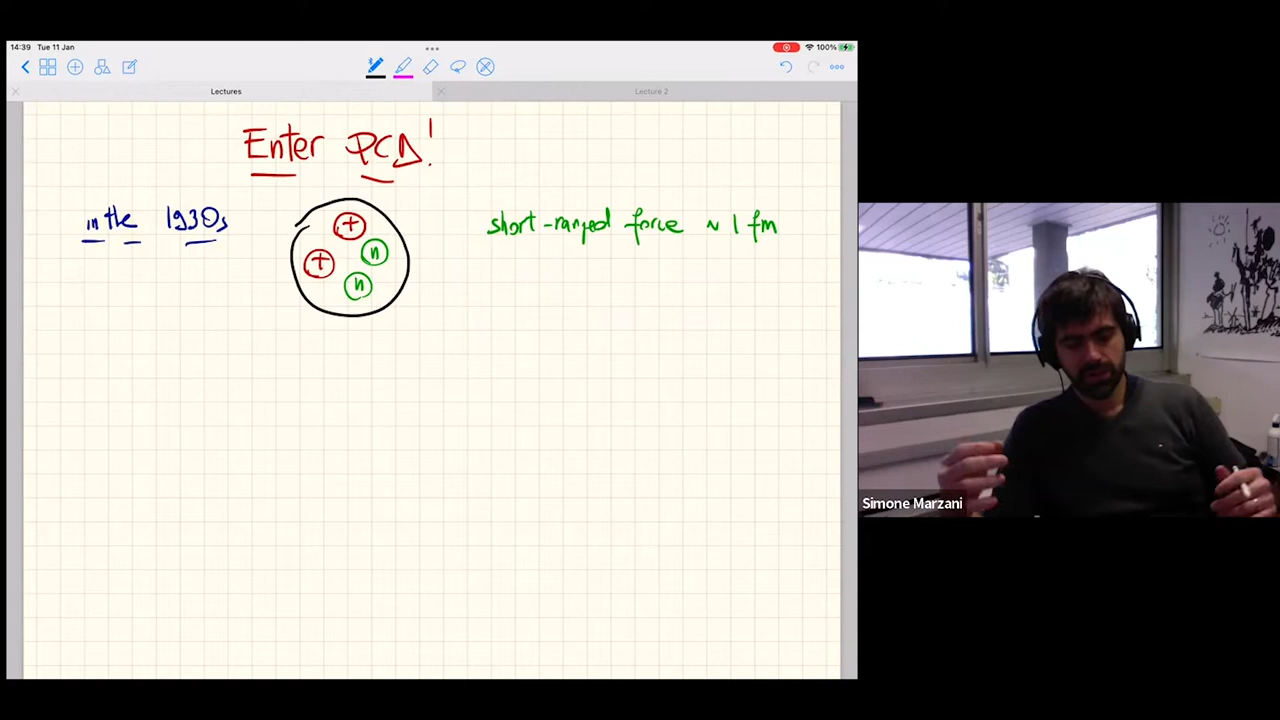 14:39 Tue 11 Jan
100%
Lectures
Lecture 2
Enter QCD!
in the 1930s
short-ranged force ~ 1 fm
+
n
+
n
Simone Marzani